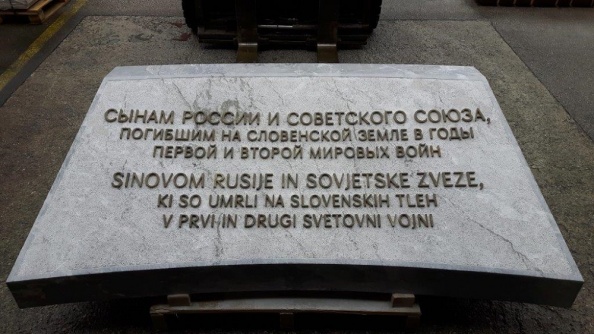 СЫНАМ РОССИИ И СОВЕТСКОГО СОЮЗА,
ПОГИБШИМ НА СЛОВЕНСКОЙ ЗЕМЛЕ В ГОДЫ
ПЕРВОЙ И ВТОРОЙ МИРОВЫХ ВОЙН
SINOVOM RUSIJE IN SOVJETSKE ZVEZE,
KI SO UMRLI NA SLOVENSKIH TLEH
V PRVI IN DRUGI SVETOVNI VOJNI